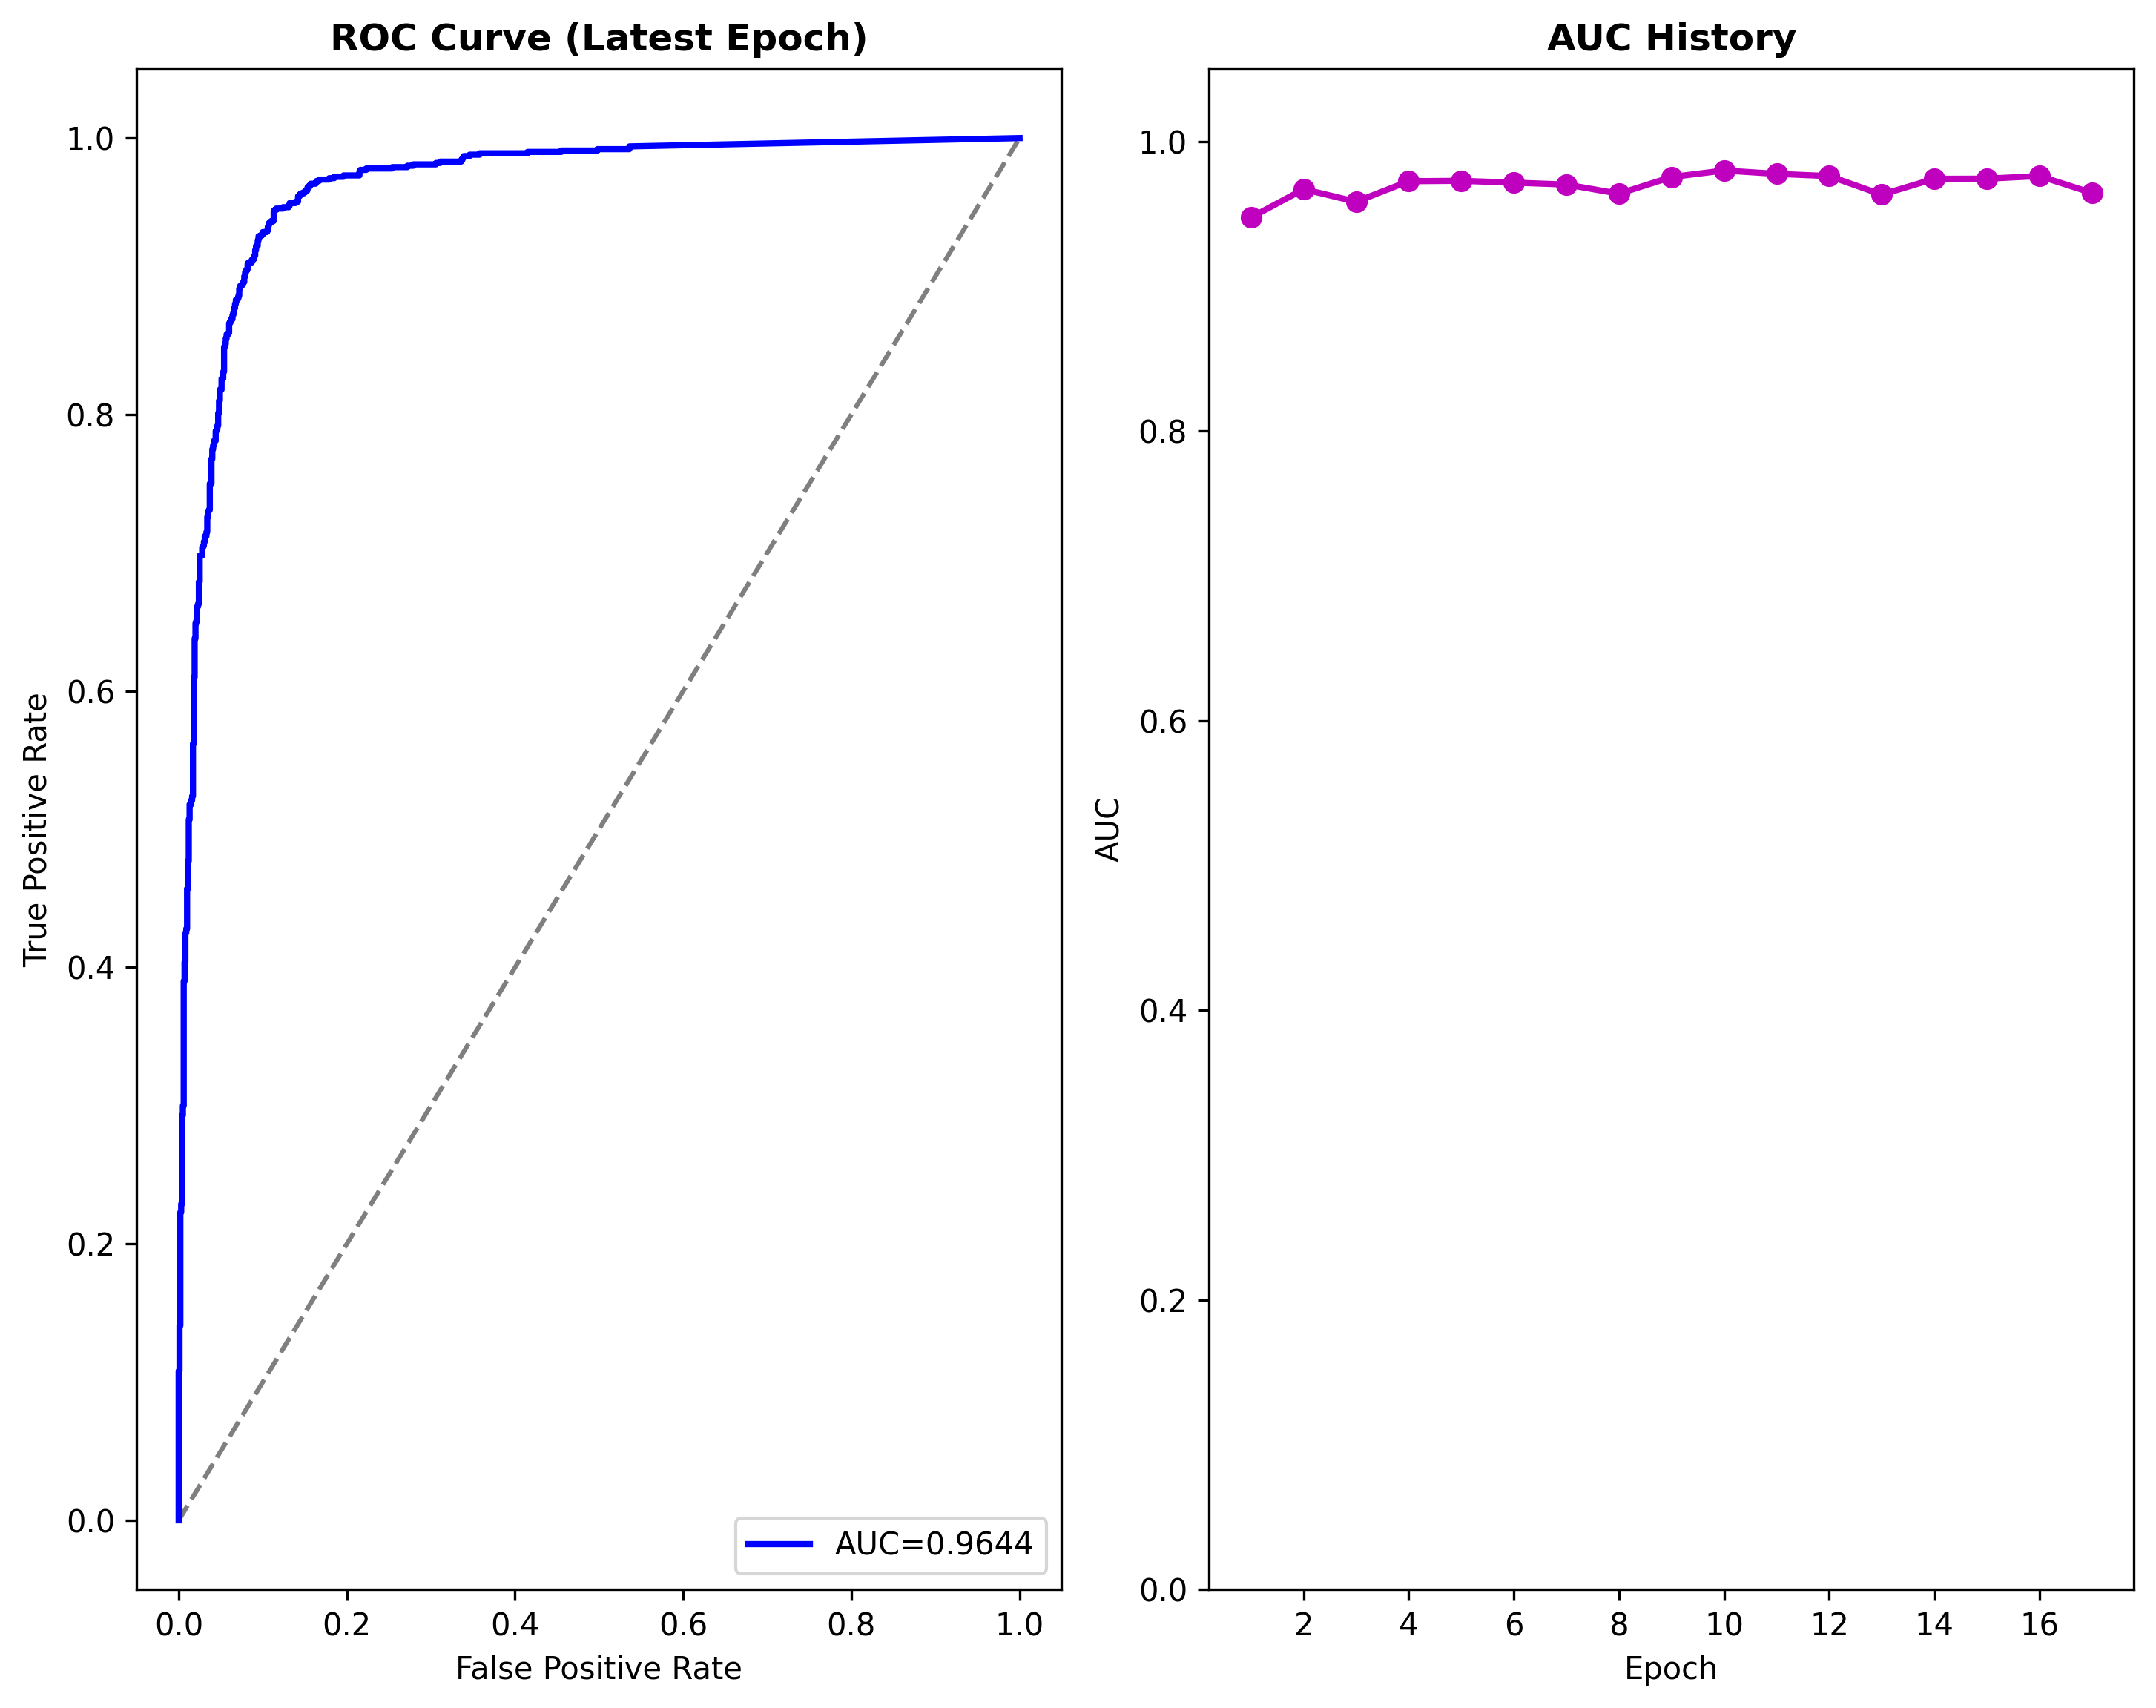 ROC Curve (Latest Epoch)
True Positive Rate
1.0
0.8
0.6
0.4
0.2
0.0
0.0 0.2 0.4 0.6 0.8 1.0
False Positive Rate
AUC=0.9644
AUC History
AUC
1.0
0.8
0.6
0.4
0.2
0.0
2 4 6 8 10 12 14 16
Epoch